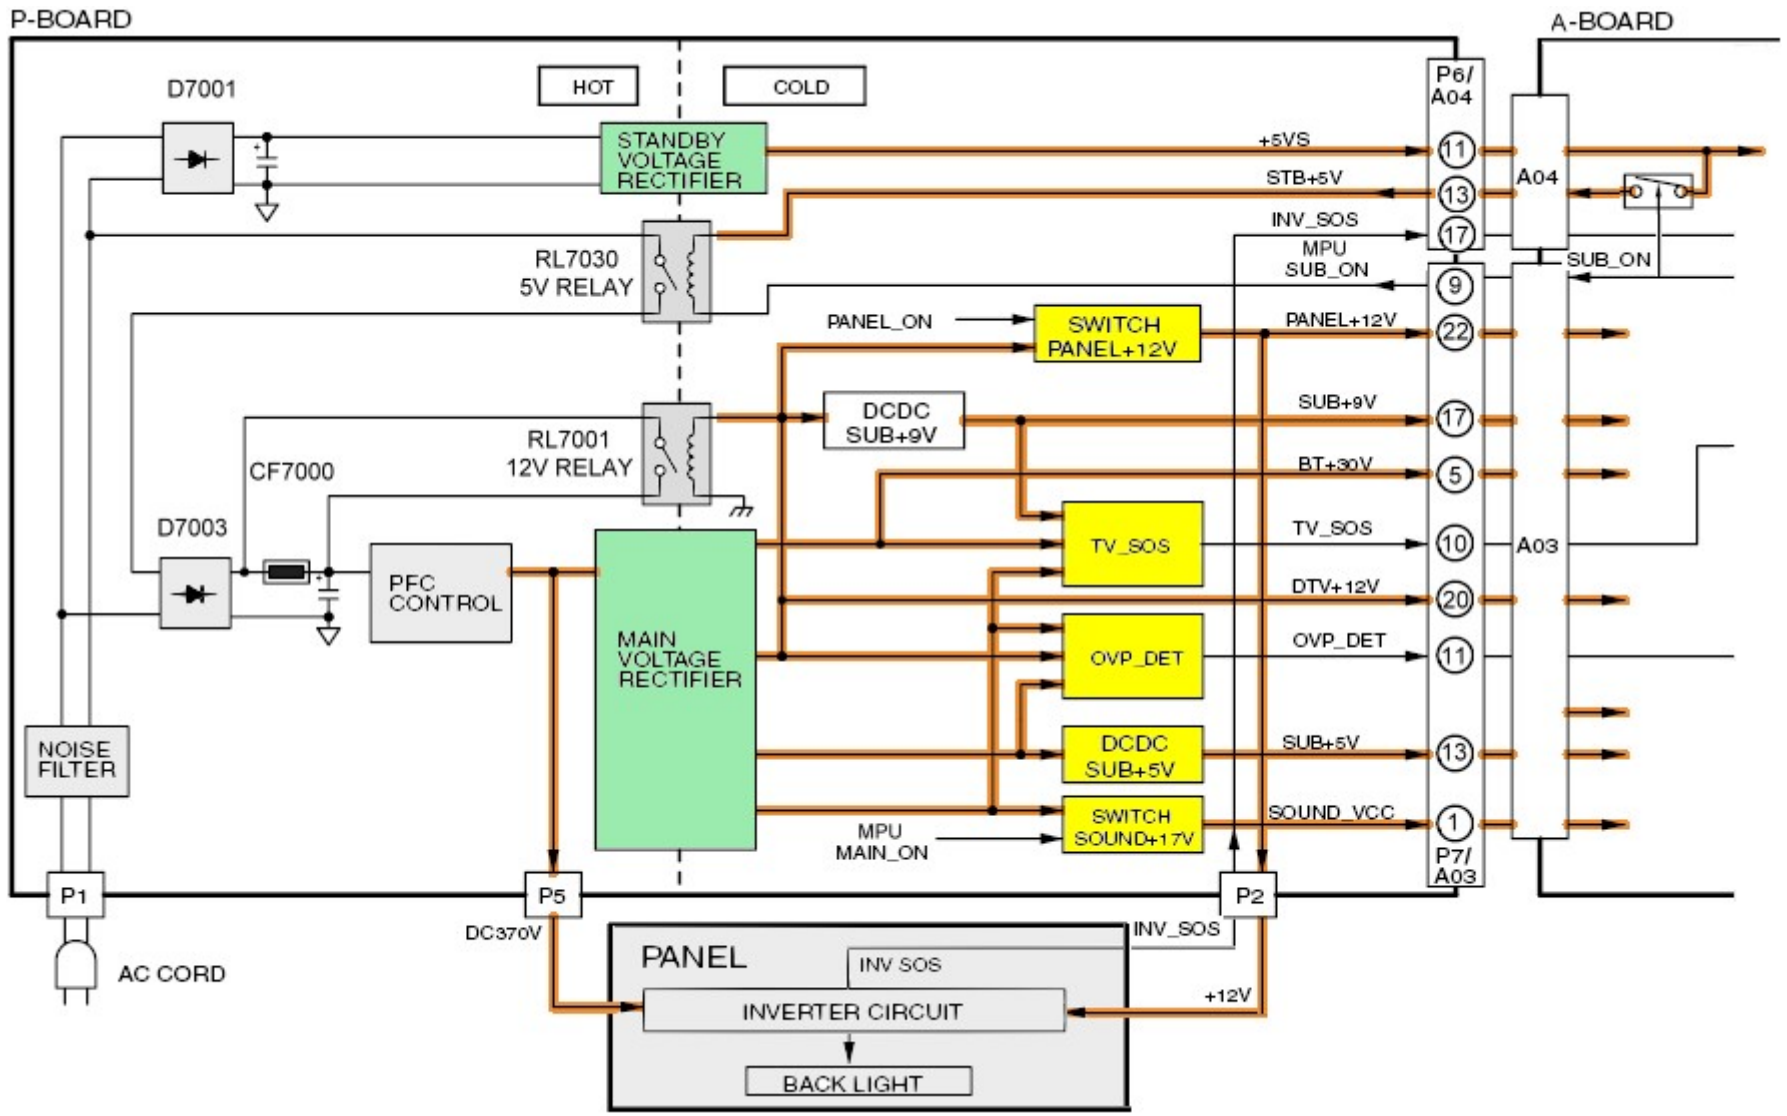 P-BOARD
A-BOARD
D7001
HOT
COLD
P6/
A04
STANDBY
VOLTAGE
RECTIFIER
+5VS
11
A04
STB+5V
13
INV_SOS
17
MPU
SUB_ON
9
SUB_ON
RL7030
5V RELAY
PANEL_ON
SWITCH
PANEL+12V
PANEL+12V
22
DCDC
SUB+9V
SUB+9V
17
RL7001
12V RELAY
CF7000
BT+30V
5
D7003
TV_SOS
TV_SOS
10
A03
PFC
CONTROL
DTV+12V
20
MAIN
VOLTAGE
RECTIFIER
OVP_DET
OVP_DET
11
NOISE
FILTER
DCDC
SUB+5V
SUB+5V
13
SWITCH
SOUND+17V
SOUND_VCC
1
MPU
MAIN_ON
P7/
A03
P1
P5
P2
DC370V
INV_SOS
AC CORD
PANEL
INV SOS
+12V
INVERTER CIRCUIT
BACK LIGHT